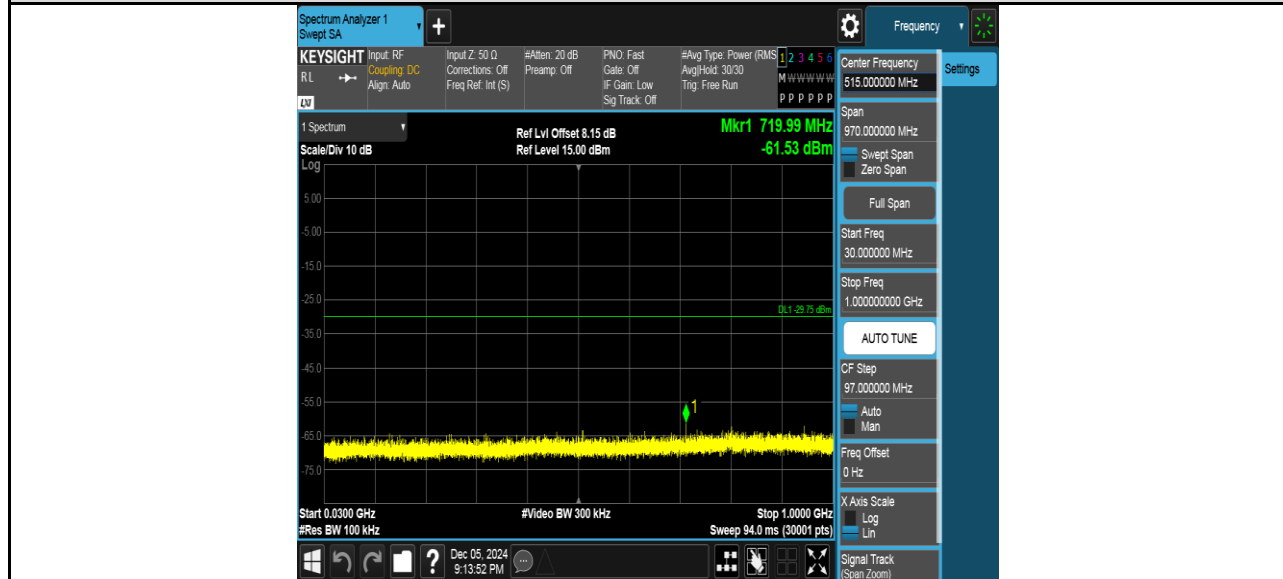 Spectrum Analyzer 1
Swept SA
+
Frequency
KEYSIGHT
RL
LXI
Input: RF
Coupling: DC
Align: Auto
Input Z: 50 Ω
Corrections: Off
Freq Ref: Int (S)
#Atten: 20 dB
Preamp: Off
PNO: Fast
Gate: Off
IF Gain: Low
Sig Track: Off
#Avg Type: Power (RMS
Avg|Hold: 30/30
Trig: Free Run
1 2 3 4 5 6
M W W W W W
P P P P P P
1 Spectrum
Scale/Div 10 dB
Ref Lvl Offset 8.15 dB
Ref Level 15.00 dBm
Mkr1 719.99 MHz
-61.53 dBm
Log
5.00
-5.00
-15.0
-25.0
DL1 -29.75 dBm
-35.0
-45.0
-55.0
1
-65.0
-75.0
Start 0.0300 GHz
#Video BW 300 kHz
Stop 1.0000 GHz
#Res BW 100 kHz
Sweep 94.0 ms (30001 pts)
?
Dec 05, 2024
9:13:52 PM
Center Frequency
515.000000 MHz
Settings
Span
970.000000 MHz
Swept Span
Zero Span
Full Span
Start Freq
30.000000 MHz
Stop Freq
1.000000000 GHz
AUTO TUNE
CF Step
97.000000 MHz
Auto
Man
Freq Offset
0 Hz
X Axis Scale
Log
Lin
Signal Track
(Span Zoom)